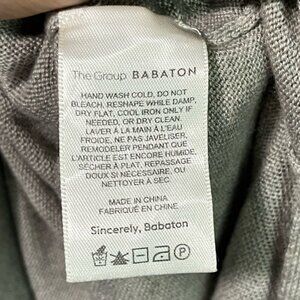 The Group BABATON
HAND WASH COLD, DO NOT
BLEACH, RESHAPE WHILE DAMP,
DRY FLAT, COOL IRON ONLY IF
NEEDED, OR DRY CLEAN.
LAVER À LA MAIN À L'EAU
FROIDE, NE PAS JAVELISER,
REMODELER PENDANT QUE
L'ARTICLE EST ENCORE HUMIDE,
SÉCHER À PLAT, REPASSAGE
DOUX SI NÉCESSAIRE, OU
NETTOYER À SEC.
MADE IN CHINA
FABRIQUÉ EN CHINE
Sincerely, Babaton
P